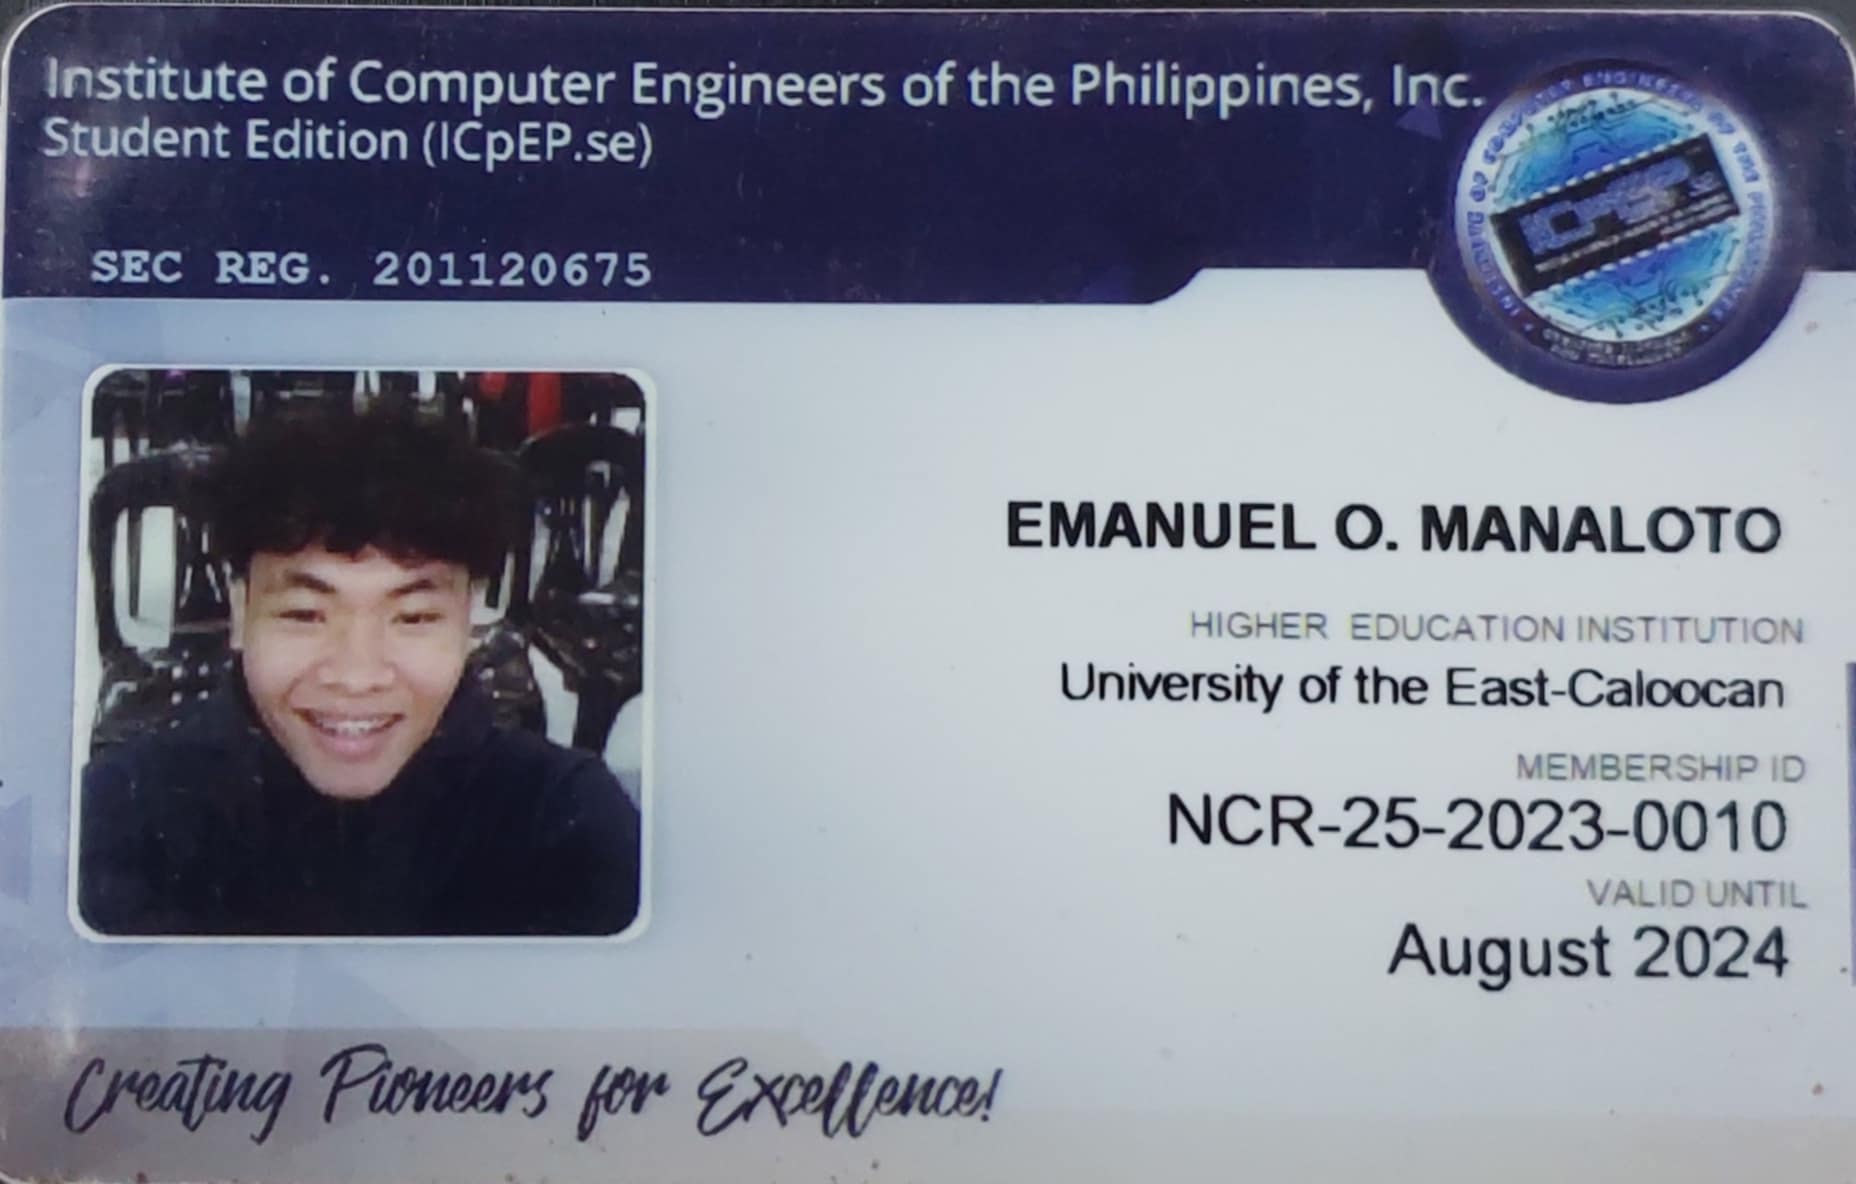 Institute of Computer Engineers of the Philippines, Inc.
Student Edition (ICpEP.se)
SEC REG. 201120675
EMANUEL O. MANALOTO
HIGHER EDUCATION INSTITUTION
University of the East-Caloocan
MEMBERSHIP ID
NCR-25-2023-0010
VALID UNTIL
August 2024
Creating Pioneers for Excellence!